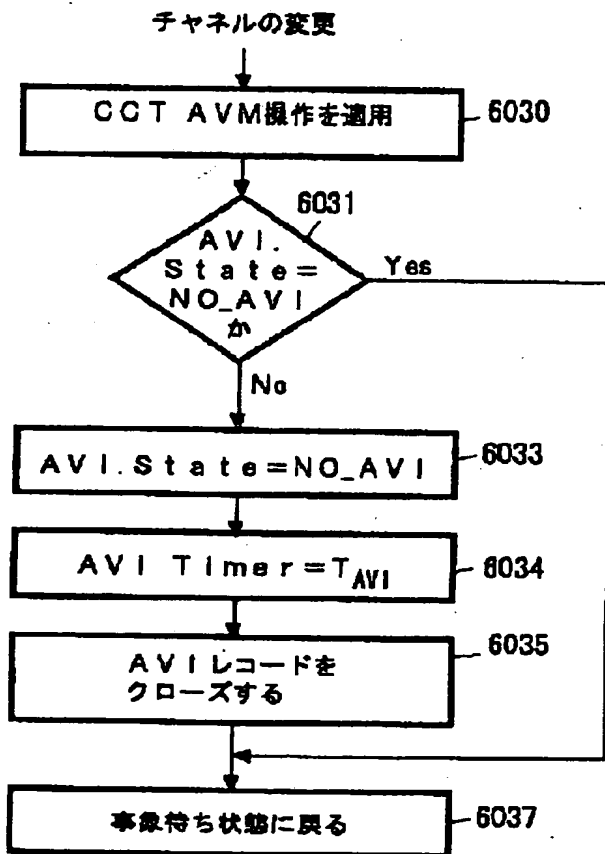 チャネルの変更
CCT AVM操作を適用
6030
6031
AVI.
State=
NO_AVI
か
Yes
No
AVI.State=NO_AVI
6033
AVI Timer=TAVI
6034
AVIレコードを
クローズする
6035
事象待ち状態に戻る
6037